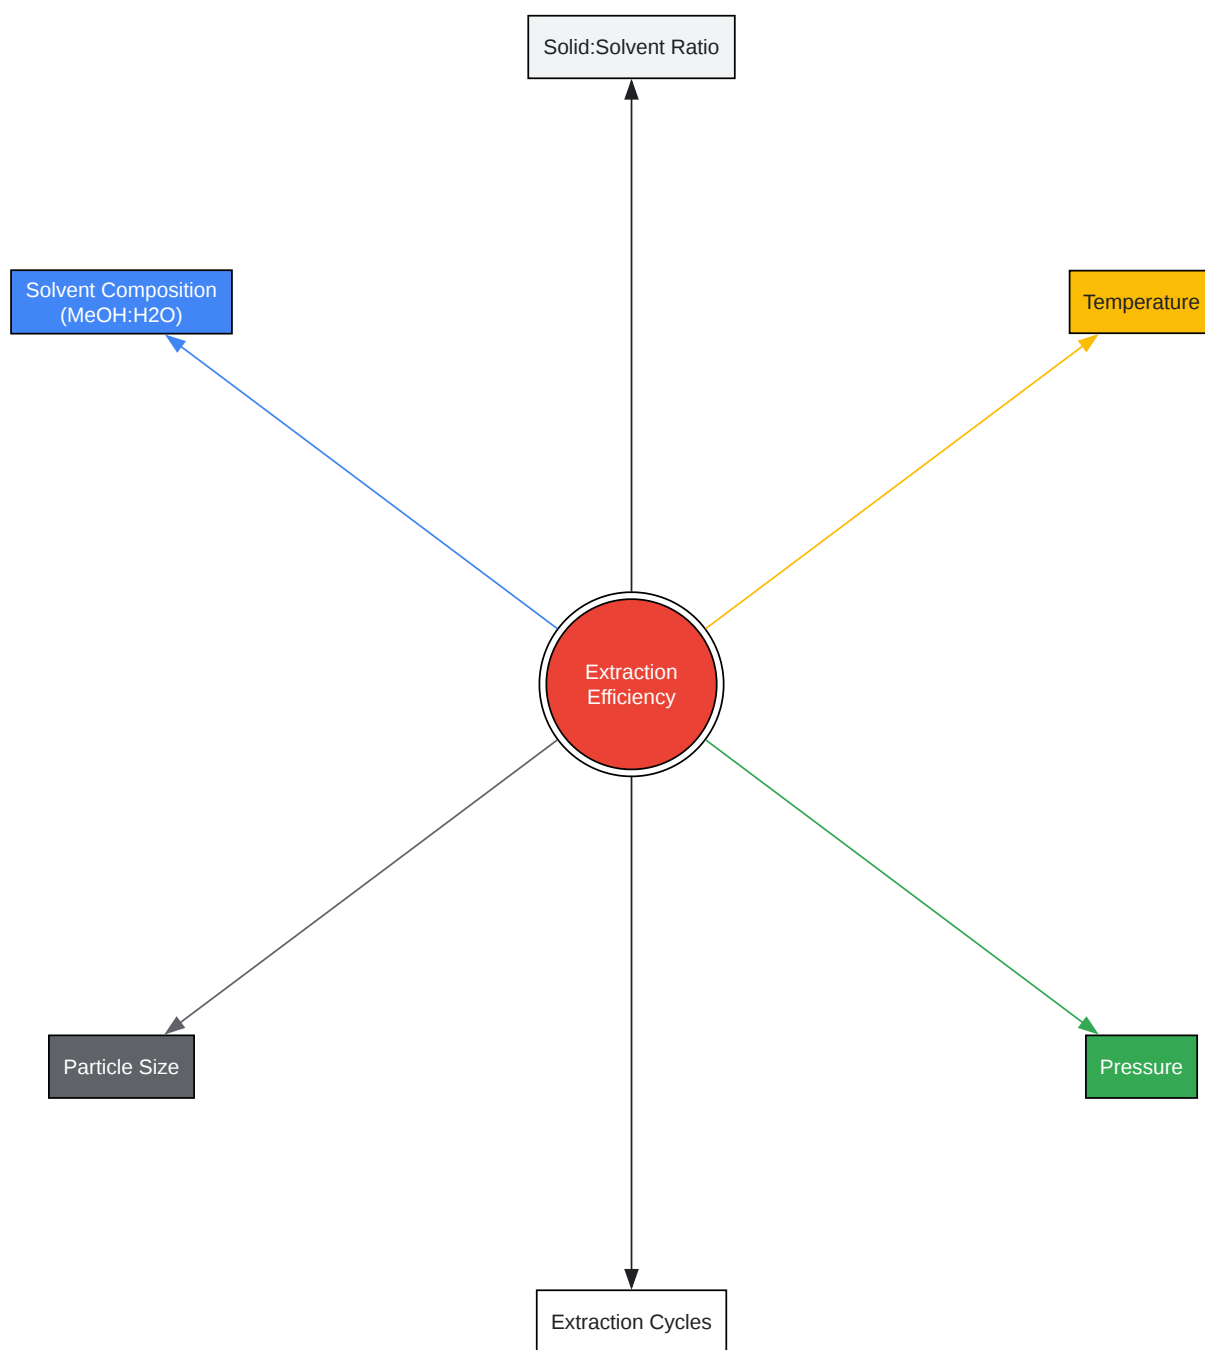 Solid:Solvent Ratio
Solvent Composition
(MeOH:H2O)
Temperature
Extraction
Efficiency
Particle Size
Pressure
Extraction Cycles